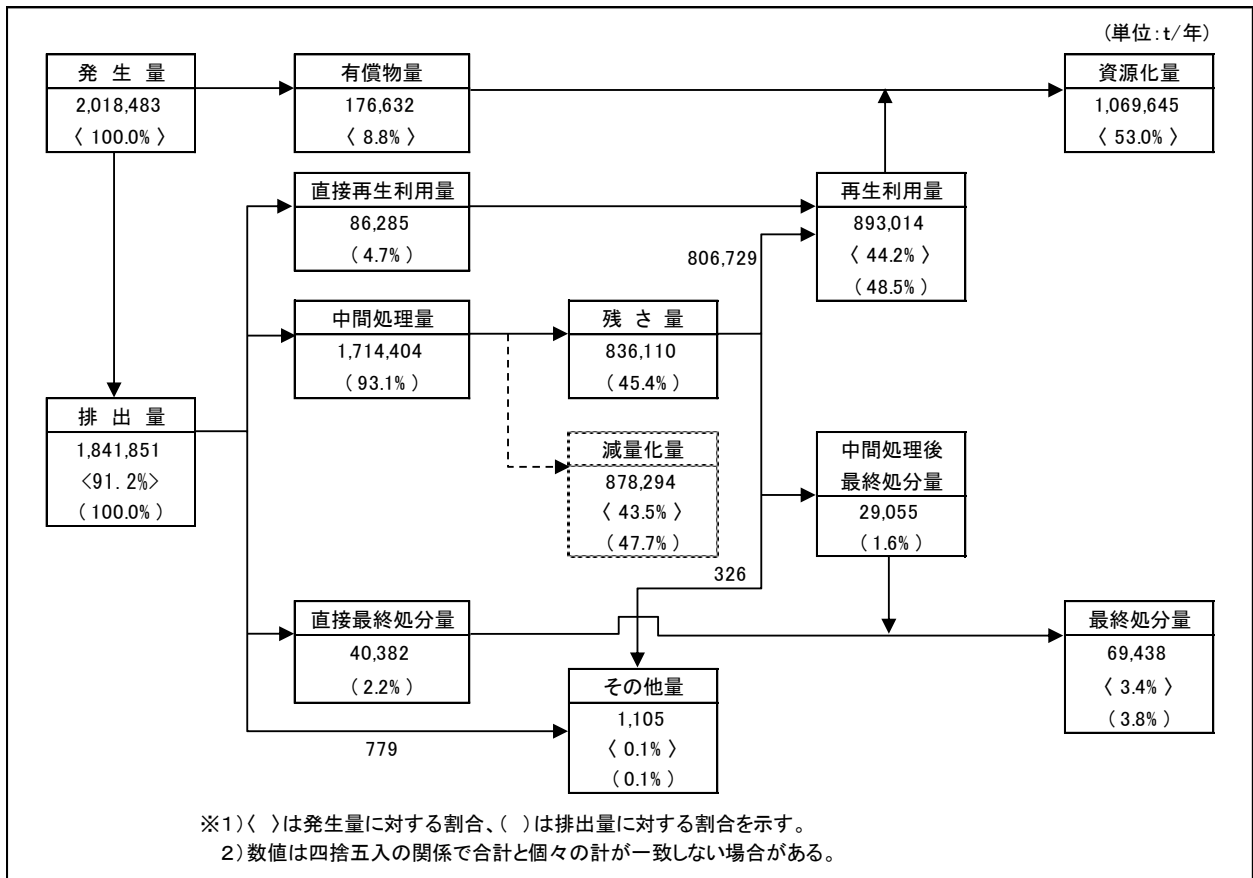 (単位:t/年)
発 生 量
2,018,483
〈 100.0% 〉
有償物量
176,632
〈 8.8% 〉
資源化量
1,069,645
〈 53.0% 〉
直接再生利用量
86,285
( 4.7% )
再生利用量
893,014
〈 44.2% 〉
( 48.5% )
806,729
中間処理量
1,714,404
( 93.1% )
残 さ 量
836,110
( 45.4% )
排 出 量
1,841,851
<91. 2%>
( 100.0% )
減量化量
878,294
〈 43.5% 〉
( 47.7% )
中間処理後
最終処分量
29,055
( 1.6% )
326
直接最終処分量
40,382
( 2.2% )
最終処分量
69,438
〈 3.4% 〉
( 3.8% )
その他量
1,105
〈 0.1% 〉
( 0.1% )
779
※1)〈 〉は発生量に対する割合、( )は排出量に対する割合を示す。
2)数値は四捨五入の関係で合計と個々の計が一致しない場合がある。